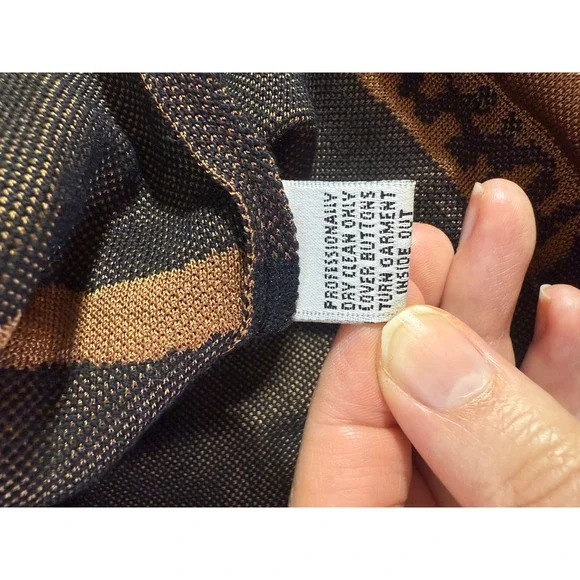 PROFESSIONALLY
DRY CLEAN ONLY
COVER BUTTONS
TURN GARMENT
INSIDE OUT